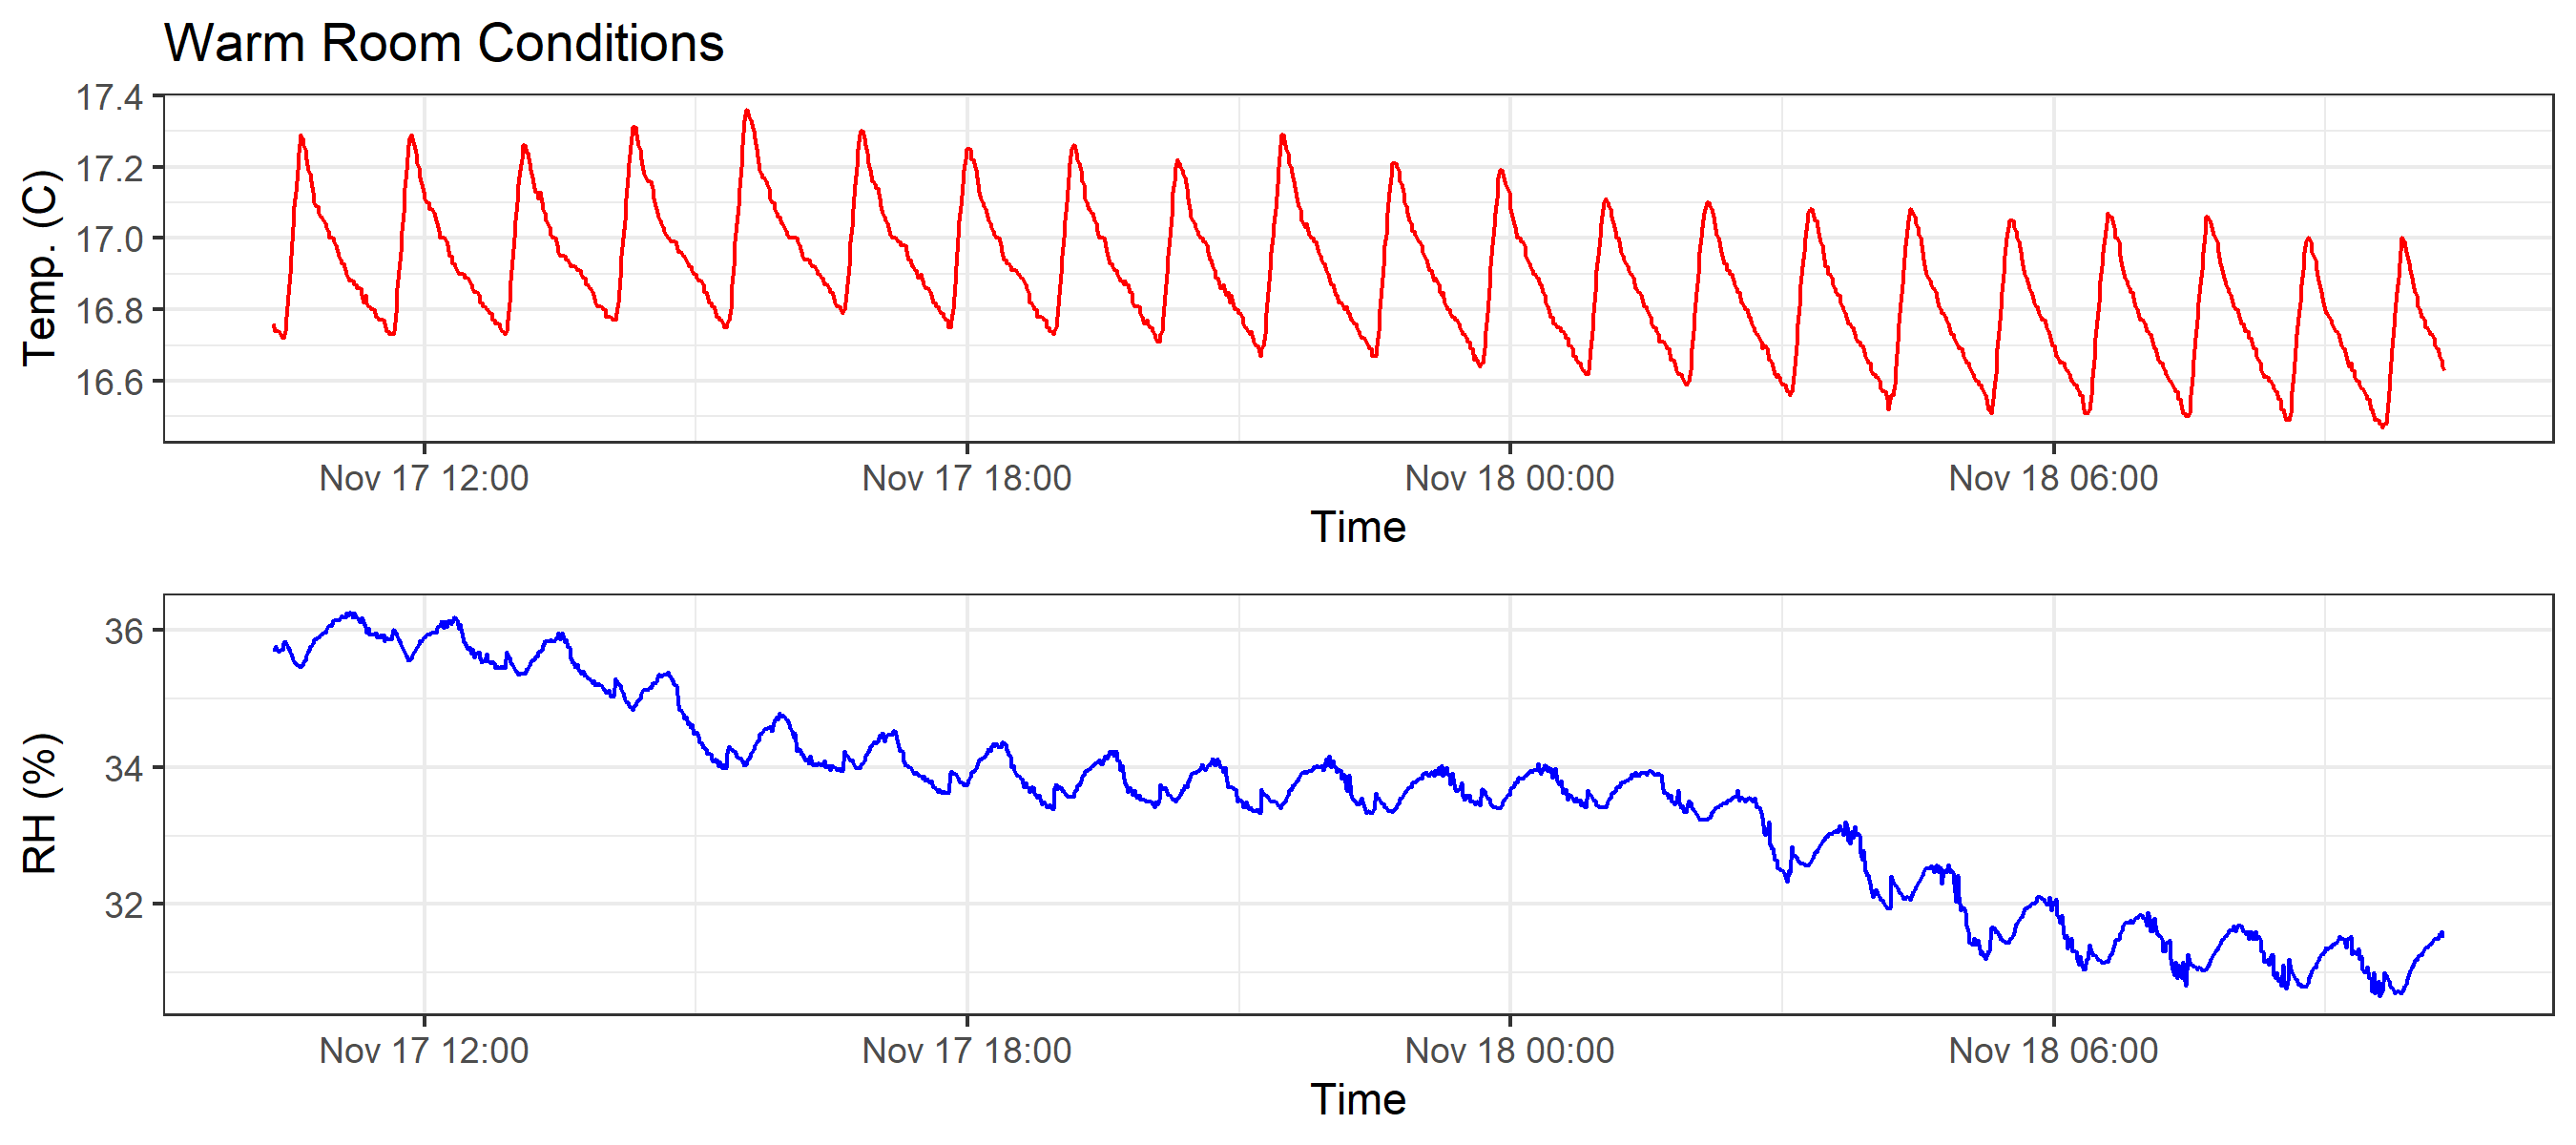 Warm Room Conditions
17.4
17.2
17.0
16.8
16.6
Temp. (C)
Nov 17 12:00 Nov 17 18:00 Nov 18 00:00 Nov 18 06:00
Time
36
34
32
RH (%)
Nov 17 12:00 Nov 17 18:00 Nov 18 00:00 Nov 18 06:00
Time